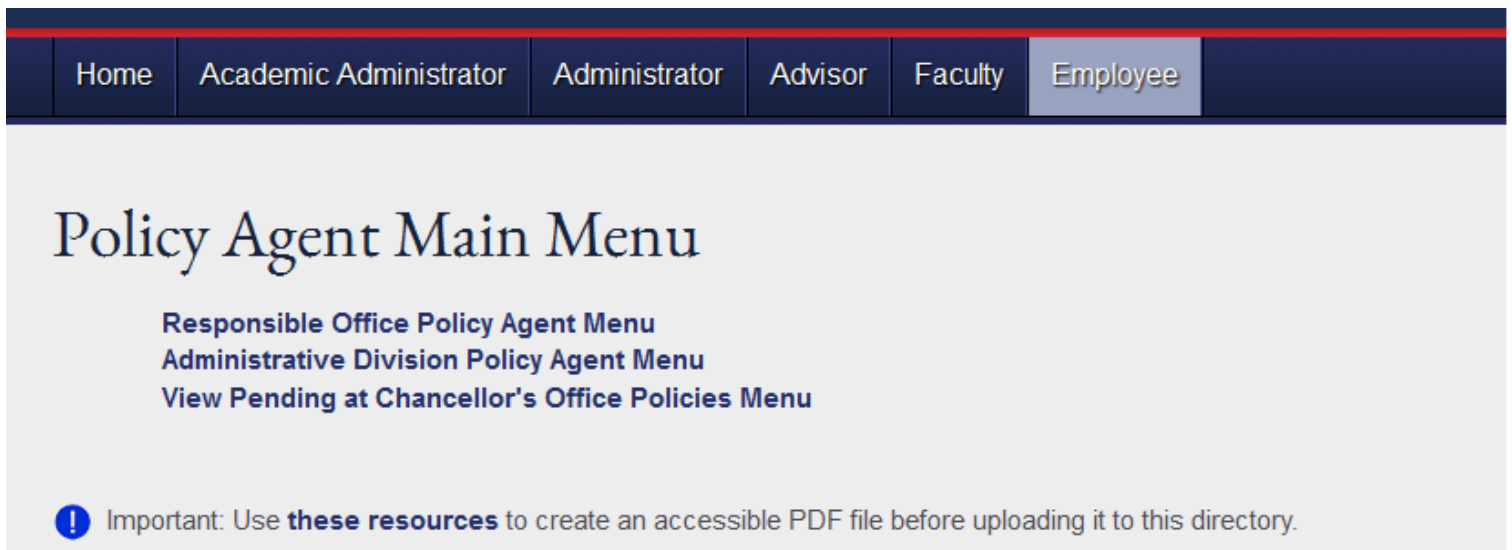 Home Academic Administrator Administrator Advisor Faculty Employee
Policy Agent Main Menu
Responsible Office Policy Agent Menu
Administrative Division Policy Agent Menu
View Pending at Chancellor's Office Policies Menu
! Important: Use these resources to create an accessible PDF file before uploading it to this directory.